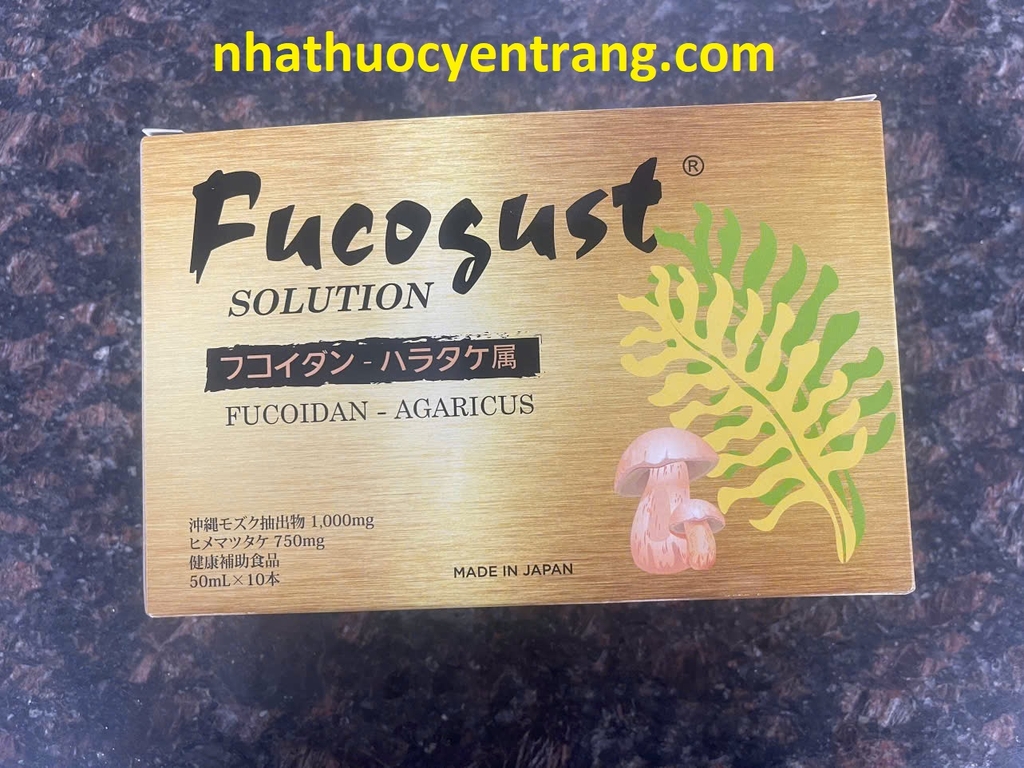 nhathuocyentrang.com
Fucogust®
SOLUTION
フコイダン - ハラタケ属
FUCOIDAN - AGARICUS
沖縄モズク抽出物 1,000mg
ヒメマツタケ 750mg
健康補助食品
50mL×10本
MADE IN JAPAN